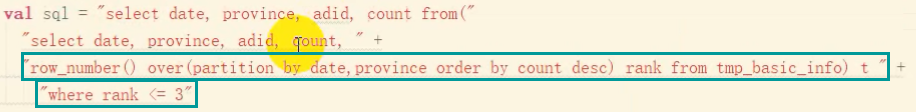 val sql = "select date, province, adid, count from("
"select date, province, adid, count, " +
"row_number() over(partition by date,province order by count desc) rank from tmp_basic_info) t " +
"where rank <= 3"